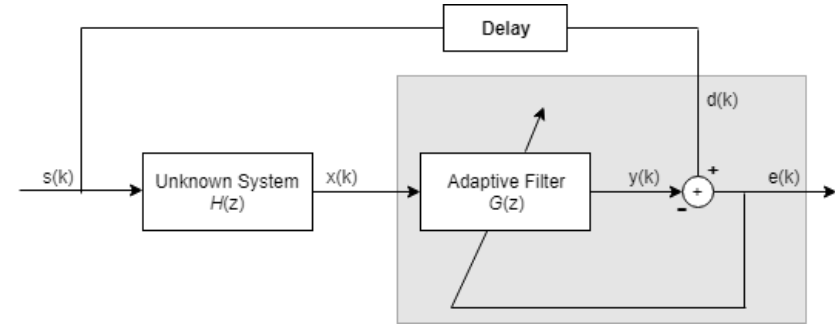 Delay
d(k)
s(k)
Unknown System
H(z)
x(k)
Adaptive Filter
G(z)
y(k)
+
+
-
e(k)